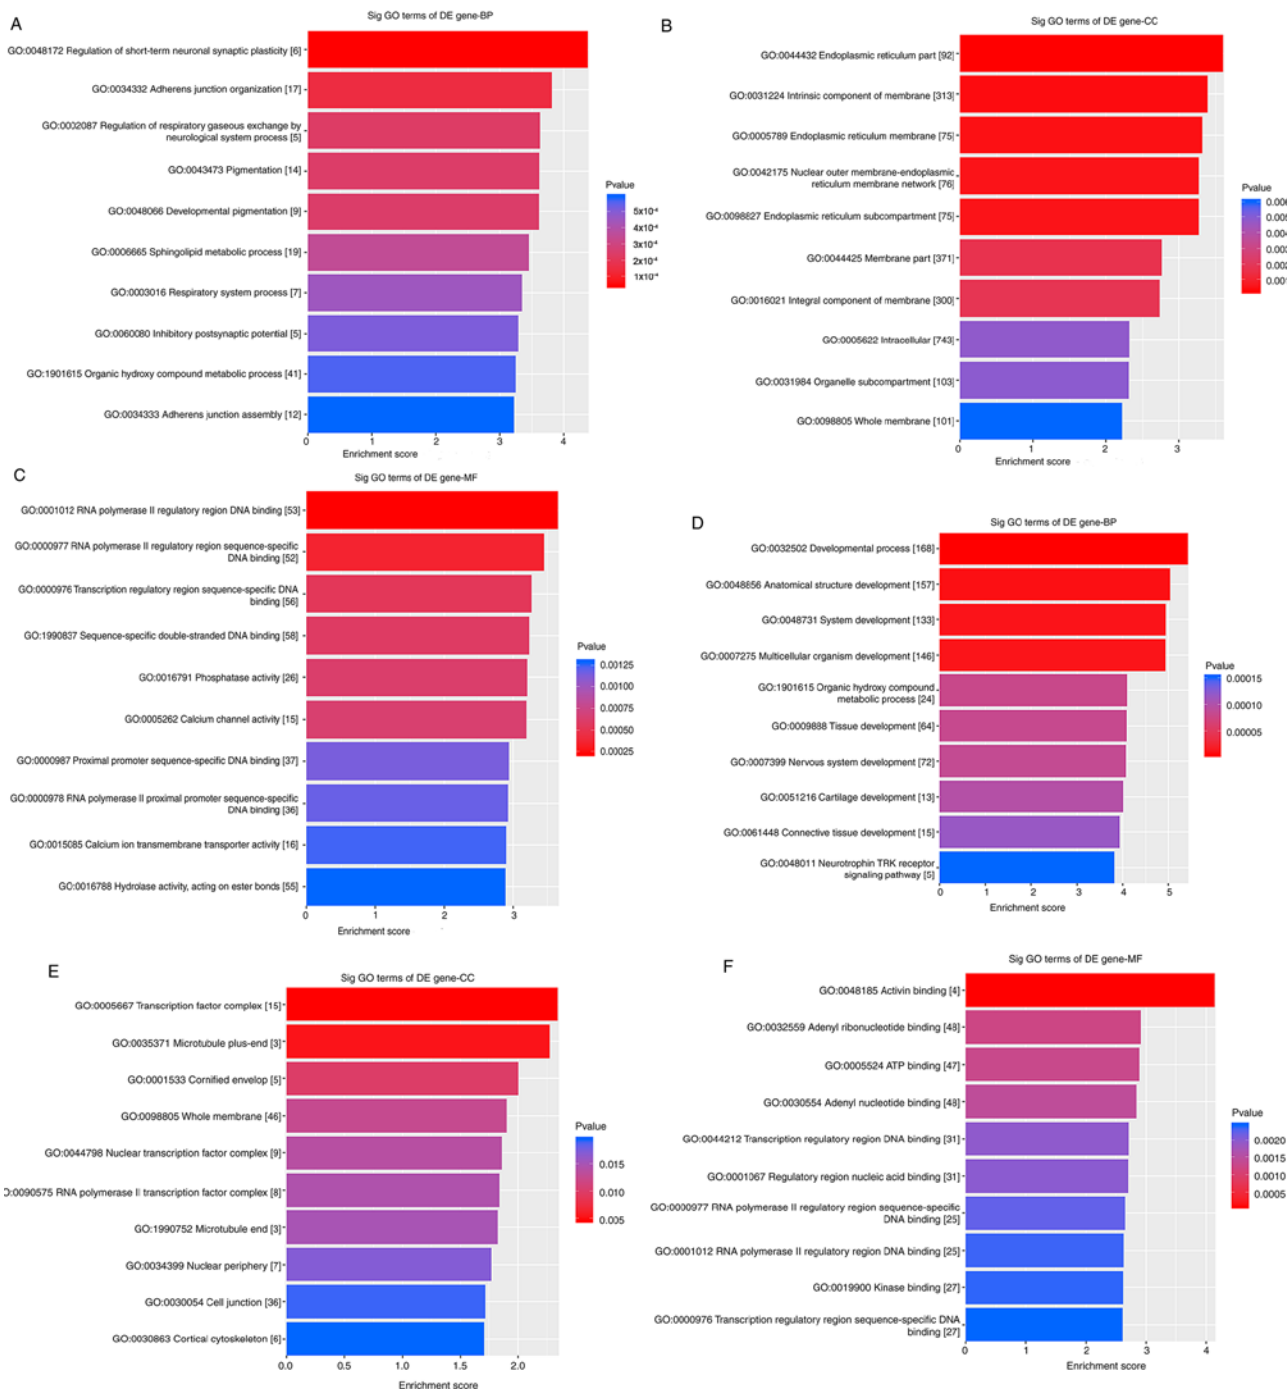 A
Sig GO terms of DE gene-BP
GO:0048172 Regulation of short-term neuronal synaptic plasticity [6]
GO:0034332 Adherens junction organization [17]
GO:0002087 Regulation of respiratory gaseous exchange by
neurological system process [5]
GO:0043473 Pigmentation [14]
GO:0048066 Developmental pigmentation [9]
GO:0006665 Sphingolipid metabolic process [19]
GO:0003016 Respiratory system process [7]
GO:0060080 Inhibitory postsynaptic potential [5]
GO:1901615 Organic hydroxy compound metabolic process [41]
GO:0034333 Adherens junction assembly [12]
0 1 2 3 4
Enrichment score
Pvalue
5x10⁻⁴
4x10⁻⁴
3x10⁻⁴
2x10⁻⁴
1x10⁻⁴
B
Sig GO terms of DE gene-CC
GO:0044432 Endoplasmic reticulum part [92]
GO:0031224 Intrinsic component of membrane [313]
GO:0005789 Endoplasmic reticulum membrane [75]
GO:0042175 Nuclear outer membrane-endoplasmic
reticulum membrane network [76]
GO:0098827 Endoplasmic reticulum subcompartment [75]
GO:0044425 Membrane part [371]
GO:0016021 Integral component of membrane [300]
GO:0005622 Intracellular [743]
GO:0031984 Organelle subcompartment [103]
GO:0098805 Whole membrane [101]
0 1 2 3
Enrichment score
Pvalue
0.006
0.005
0.004
0.003
0.002
0.001
C
Sig GO terms of DE gene-MF
GO:0001012 RNA polymerase II regulatory region DNA binding [53]
GO:0000977 RNA polymerase II regulatory region sequence-specific
DNA binding [52]
GO:0000976 Transcription regulatory region sequence-specific DNA
binding [56]
GO:1990837 Sequence-specific double-stranded DNA binding [58]
GO:0016791 Phosphatase activity [26]
GO:0005262 Calcium channel activity [15]
GO:0000987 Proximal promoter sequence-specific DNA binding [37]
GO:0000978 RNA polymerase II proximal promoter sequence-specific
DNA binding [36]
GO:0015085 Calcium ion transmembrane transporter activity [16]
GO:0016788 Hydrolase activity, acting on ester bonds [55]
0 1 2 3
Enrichment score
Pvalue
0.00125
0.00100
0.00075
0.00050
0.00025
D
Sig GO terms of DE gene-BP
GO:0032502 Developmental process [168]
GO:0048856 Anatomical structure development [157]
GO:0048731 System development [133]
GO:0007275 Multicellular organism development [146]
GO:1901615 Organic hydroxy compound
metabolic process [24]
GO:0009888 Tissue development [64]
GO:0007399 Nervous system development [72]
GO:0051216 Cartilage development [13]
GO:0061448 Connective tissue development [15]
GO:0048011 Neurotrophin TRK receptor
signaling pathway [5]
0 1 2 3 4 5
Enrichment score
Pvalue
0.00015
0.00010
0.00005
E
Sig GO terms of DE gene-CC
GO:0005667 Transcription factor complex [15]
GO:0035371 Microtubule plus-end [3]
GO:0001533 Cornified envelop [5]
GO:0098805 Whole membrane [46]
GO:0044798 Nuclear transcription factor complex [9]
O:0090575 RNA polymerase II transcription factor complex [8]
GO:1990752 Microtubule end [3]
GO:0034399 Nuclear periphery [7]
GO:0030054 Cell junction [36]
GO:0030863 Cortical cytoskeleton [6]
0.0 0.5 1.0 1.5 2.0
Enrichment score
Pvalue
0.015
0.010
0.005
F
Sig GO terms of DE gene-MF
GO:0048185 Activin binding [4]
GO:0032559 Adenyl ribonucleotide binding [48]
GO:0005524 ATP binding [47]
GO:0030554 Adenyl nucleotide binding [48]
GO:0044212 Transcription regulatory region DNA binding [31]
GO:0001067 Regulatory region nucleic acid binding [31]
GO:0000977 RNA polymerase II regulatory region sequence-specific
DNA binding [25]
GO:0001012 RNA polymerase II regulatory region DNA binding [25]
GO:0019900 Kinase binding [27]
GO:0000976 Transcription regulatory region sequence-specific DNA
binding [27]
0 1 2 3 4
Enrichment score
Pvalue
0.0020
0.0015
0.0010
0.0005